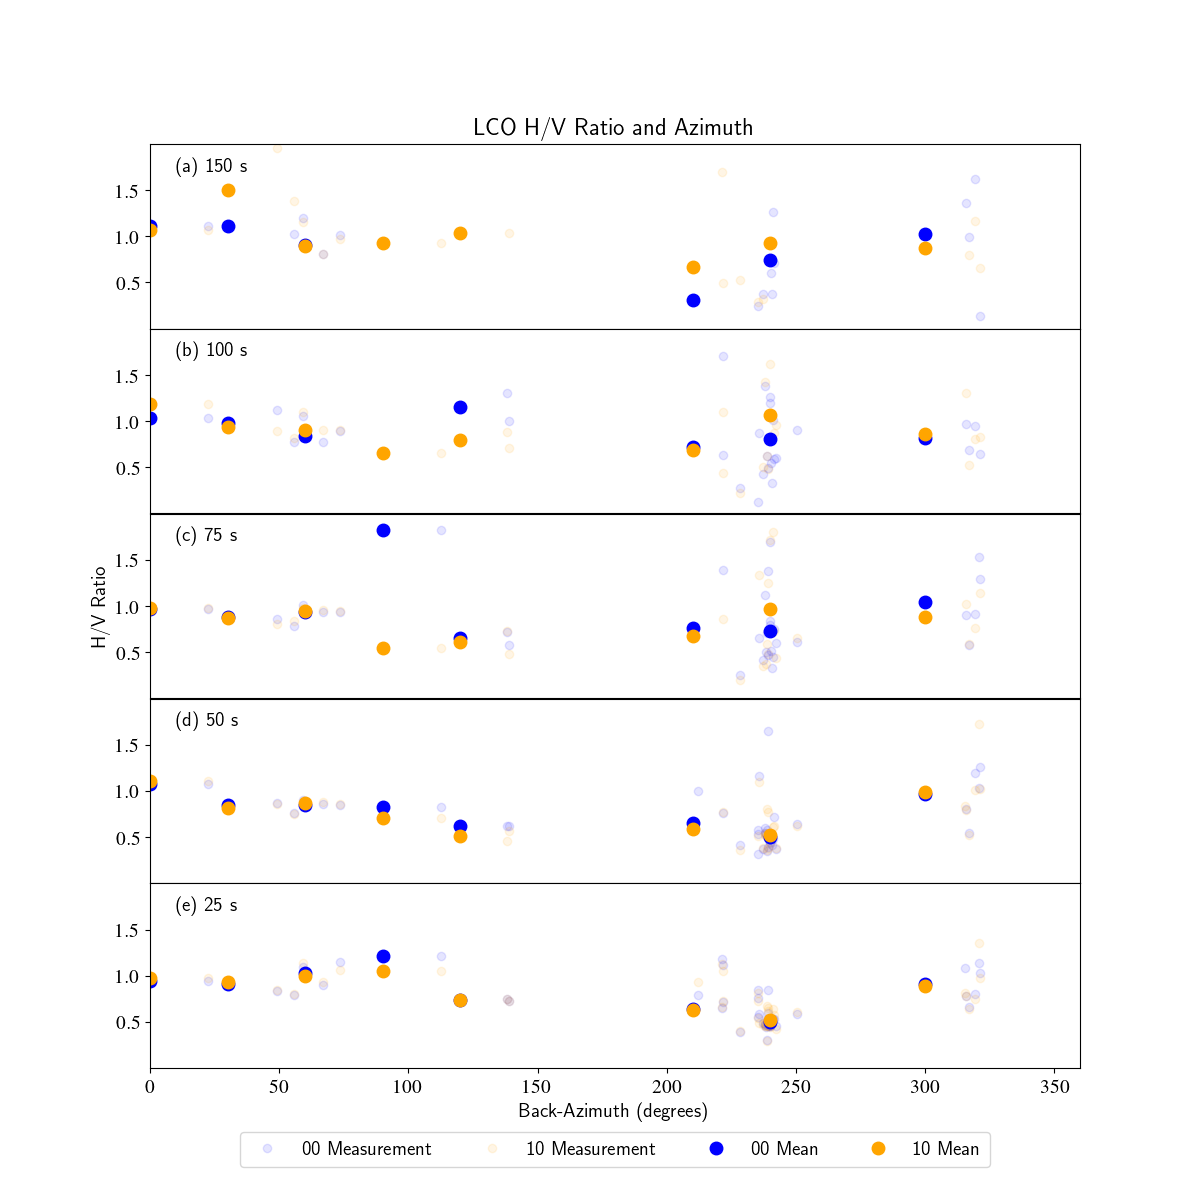 LCO H/V Ratio and Azimuth
(a) 150 s
1.5
1.0
0.5
(b) 100 s
1.5
1.0
0.5
(c) 75 s
1.5
1.0
0.5
H/V Ratio
(d) 50 s
1.5
1.0
0.5
(e) 25 s
1.5
1.0
0.5
0 50 100 150 200 250 300 350
Back-Azimuth (degrees)
00 Measurement 10 Measurement 00 Mean 10 Mean